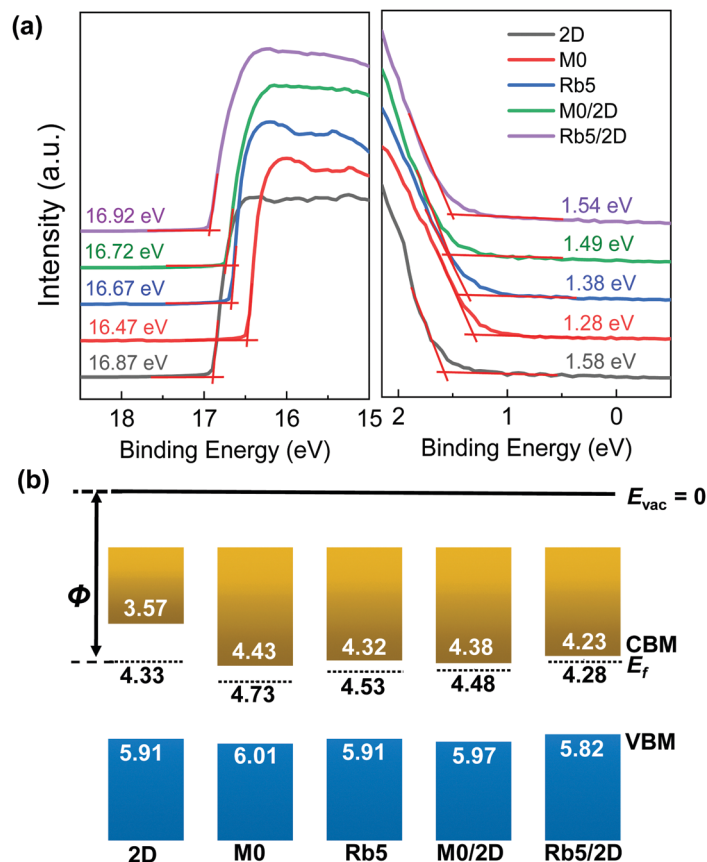 (a)
2D
M0
Rb5
M0/2D
Rb5/2D
Intensity (a.u.)
16.92 eV
16.72 eV
16.67 eV
16.47 eV
16.87 eV
1.54 eV
1.49 eV
1.38 eV
1.28 eV
1.58 eV
18 17 16 15
2 1 0
Binding Energy (eV)
Binding Energy (eV)
(b)
Evac = 0
Φ
3.57
4.43
4.32
4.38
4.23
CBM
Ef
4.33
4.73
4.53
4.48
4.28
5.91
6.01
5.91
5.97
5.82
VBM
2D M0 Rb5 M0/2D Rb5/2D